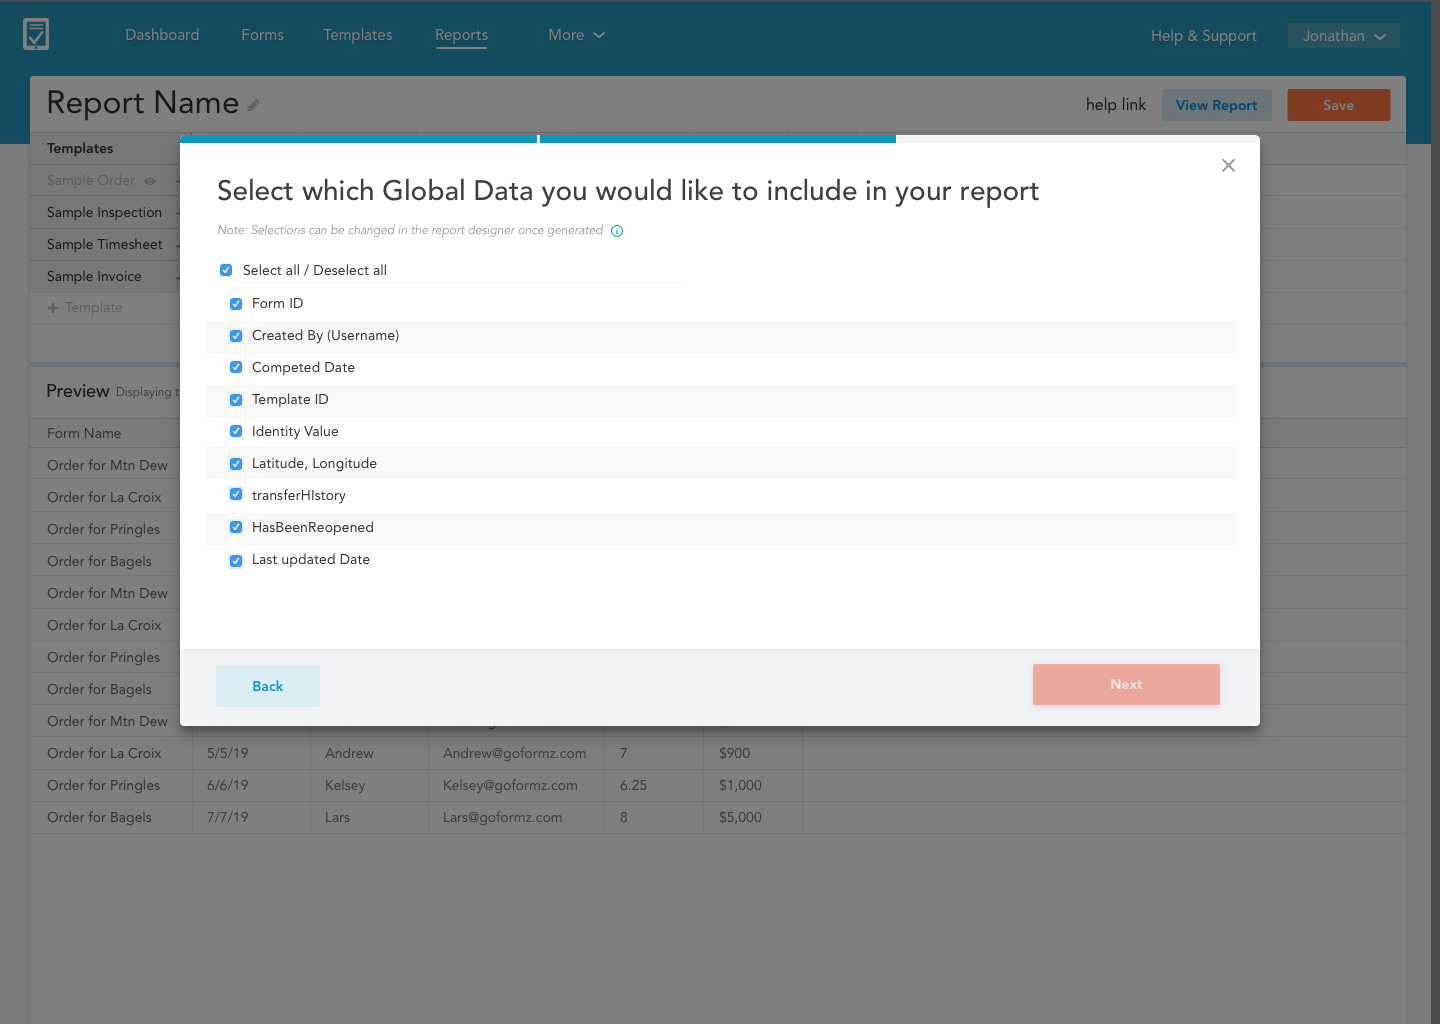 Dashboard Forms Templates Reports More Help & Support Jonathan
Report Name help link View Report Save
Templates
Sample Order
Sample Inspection
Sample Timesheet
Sample Invoice
+ Template
Select which Global Data you would like to include in your report
Note: Selections can be changed in the report designer once generated
Select all / Deselect all
Form ID
Created By (Username)
Competed Date
Template ID
Identity Value
Latitude, Longitude
transferHIstory
HasBeenReopened
Last updated Date
Back Next
Preview Displaying
Form Name
Order for Mtn Dew
Order for La Croix
Order for Pringles
Order for Bagels
Order for Mtn Dew
Order for La Croix
Order for Pringles
Order for Bagels
Order for Mtn Dew
Order for La Croix 5/5/19 Andrew Andrew@goformz.com 7 $900
Order for Pringles 6/6/19 Kelsey Kelsey@goformz.com 6.25 $1,000
Order for Bagels 7/7/19 Lars Lars@goformz.com 8 $5,000